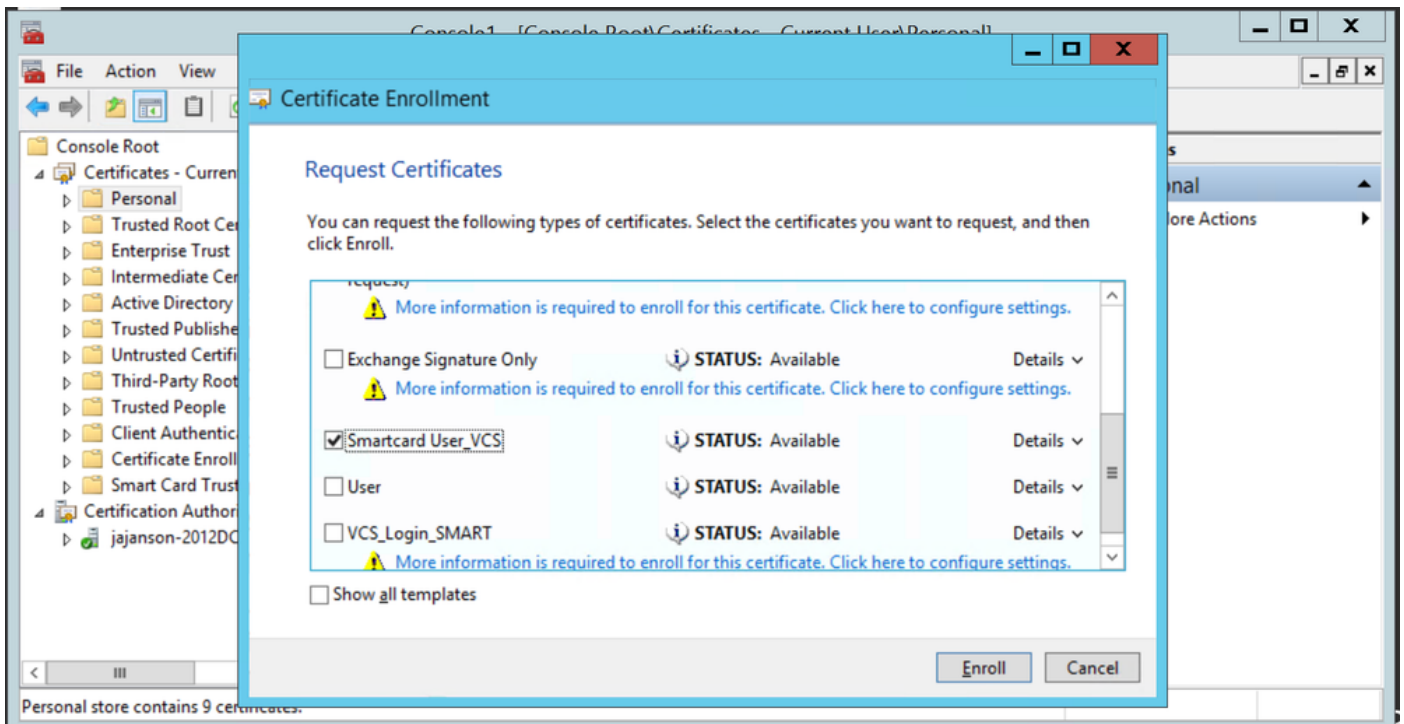 Console1 - [Console Root\Certificates - Current User\Personal]
File Action View
Certificate Enrollment
Console Root
Certificates - Curren
Personal
Trusted Root Cer
Enterprise Trust
Intermediate Cer
Active Directory
Trusted Publishe
Untrusted Certifi
Third-Party Root
Trusted People
Client Authentic
Certificate Enroll
Smart Card Trust
Certification Authori
jajanson-2012DC
Request Certificates
You can request the following types of certificates. Select the certificates you want to request, and then
click Enroll.
request)
More information is required to enroll for this certificate. Click here to configure settings.
Exchange Signature Only STATUS: Available Details
More information is required to enroll for this certificate. Click here to configure settings.
Smartcard User_VCS STATUS: Available Details
User STATUS: Available Details
VCS_Login_SMART STATUS: Available Details
More information is required to enroll for this certificate. Click here to configure settings.
Show all templates
Enroll Cancel
s
onal
lore Actions
Personal store contains 9 certificates.